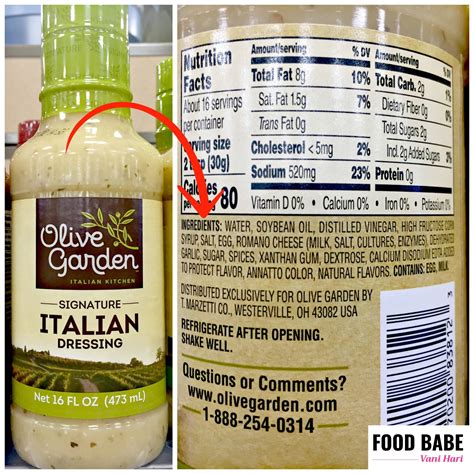 Olive
Garden
ITALIAN KITCHEN
SIGNATURE
ITALIAN
DRESSING
NET 16 FL OZ (473 mL)
Nutrition
Facts
About 16 servings
per container
Serving size
2 tbsp (30g)
Calories
80
Amount/serving % DV
Total Fat 8g 10%
Sat. Fat 1.5g 7%
Trans Fat 0g
Cholesterol <5mg 2%
Sodium 520mg 23%
Amount/serving % DV
Total Carb. 2g 1%
Dietary Fiber 0g
Total Sugars 2g
Incl. 2g Added Sugars 3%
Protein 0g
Vitamin D 0% • Calcium 0% • Iron 0% • Potassium
INGREDIENTS: WATER, SOYBEAN OIL, DISTILLED VINEGAR, HIGH FRUCTOSE CORN
SYRUP, SALT, EGG, ROMANO CHEESE (MILK, SALT, CULTURES, ENZYMES), DEHYDRATED
GARLIC, SUGAR, SPICES, XANTHAN GUM, DEXTROSE, CALCIUM DISODIUM EDTA ADDED
TO PROTECT FLAVOR, ANNATTO COLOR, NATURAL FLAVORS. CONTAINS: EGG, MILK.
DISTRIBUTED EXCLUSIVELY FOR OLIVE GARDEN BY
T. MARZETTI CO., WESTERVILLE, OH 43082 USA
REFRIGERATE AFTER OPENING.
SHAKE WELL.
Questions or Comments?
www.olivegarden.com
1-888-254-0314
FOOD BABE
Vani Hari